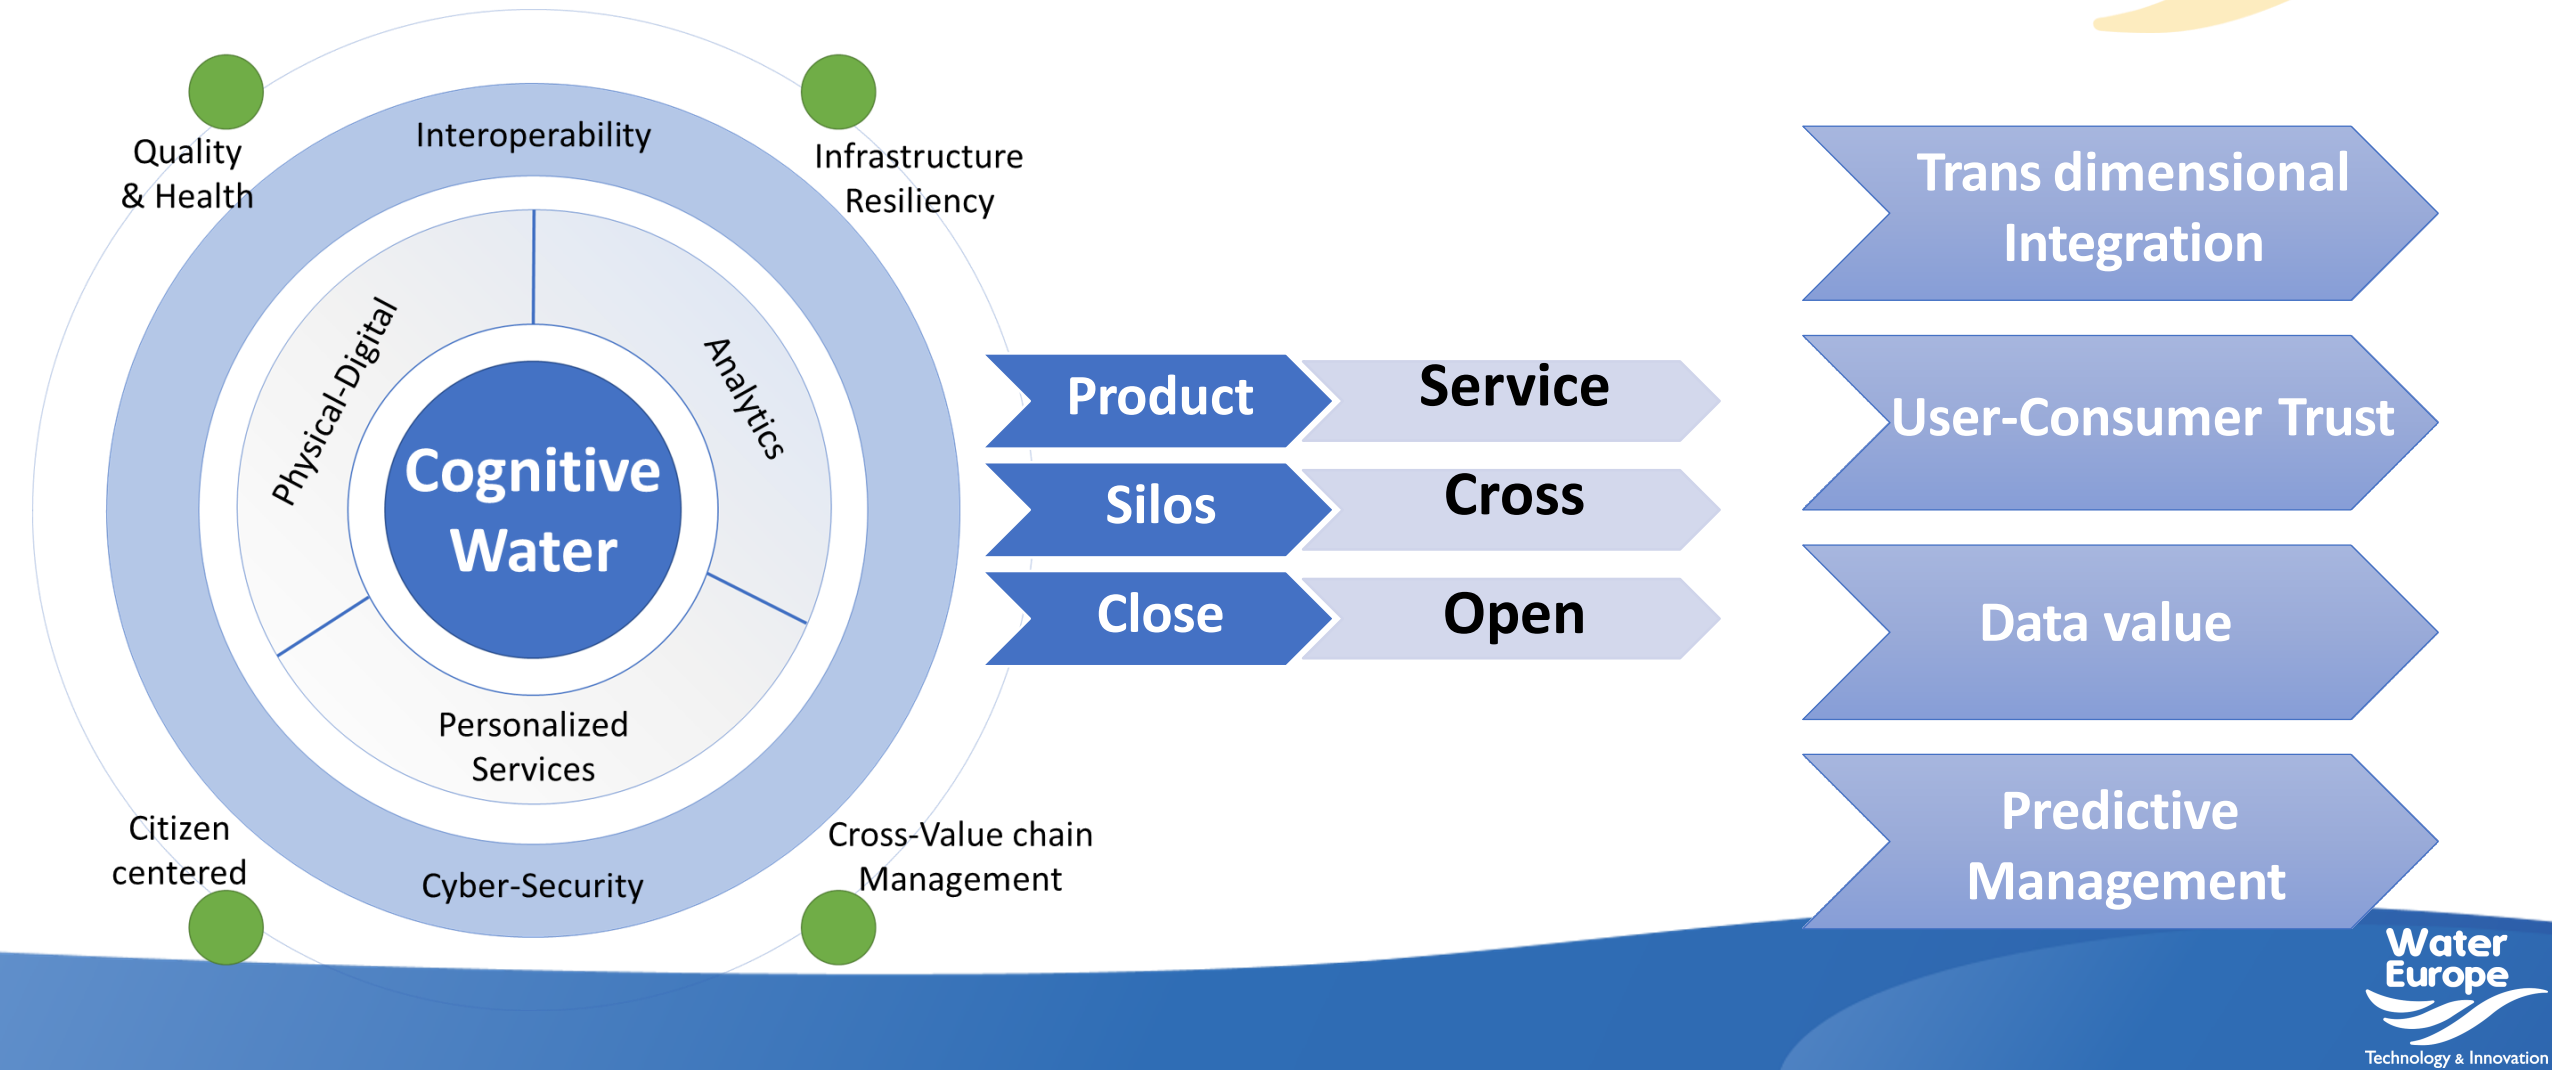 Quality
& Health
Interoperability
Infrastructure
Resiliency
Physical-Digital
Analytics
Cognitive
Water
Personalized
Services
Citizen
centered
Cyber-Security
Cross-Value chain
Management
Product
Service
Silos
Cross
Close
Open
Trans dimensional
Integration
User-Consumer Trust
Data value
Predictive
Management
Water
Europe
Technology & Innovation